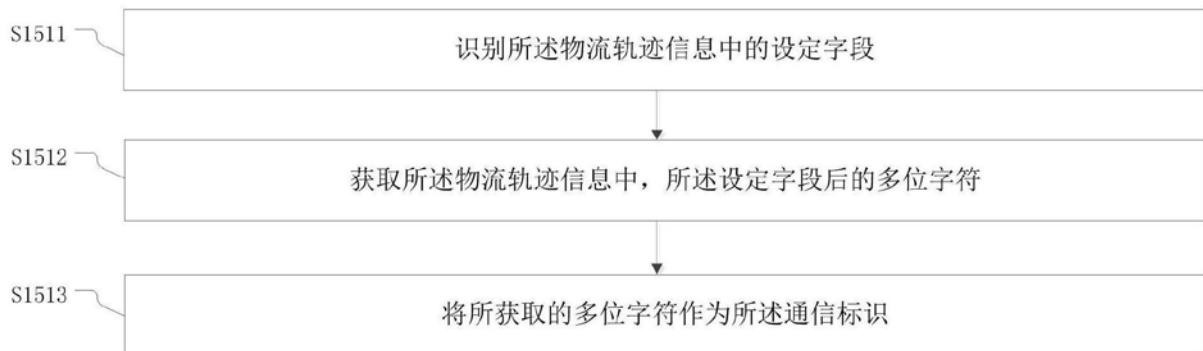 S1511
识别所述物流轨迹信息中的设定字段
S1512
获取所述物流轨迹信息中，所述设定字段后的多位字符
S1513
将所获取的多位字符作为所述通信标识